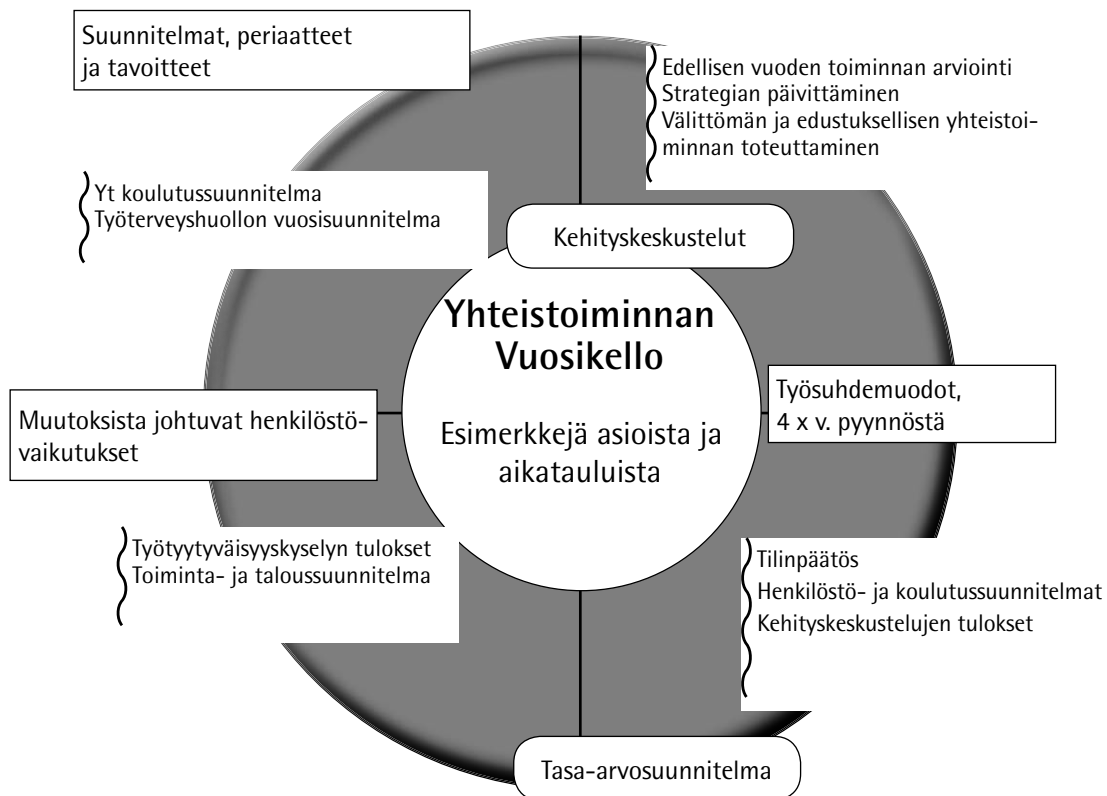 Suunnitelmat, periaatteet
ja tavoitteet
Edellisen vuoden toiminnan arviointi
Strategian päivittäminen
Välittömän ja edustuksellisen yhteistoi-
minnan toteuttaminen
Yt koulutussuunnitelma
Työterveyshuollon vuosisuunnitelma
Kehityskeskustelut
Yhteistoiminnan
Vuosikello
Esimerkkejä asioista ja
aikatauluista
Muutoksista johtuvat henkilöstö-
vaikutukset
Työsuhdemuodot,
4 x v. pyynnöstä
Työtyytyväisyyskyselyn tulokset
Toiminta- ja taloussuunnitelma
Tilinpäätös
Henkilöstö- ja koulutussuunnitelmat
Kehityskeskustelujen tulokset
Tasa-arvosuunnitelma